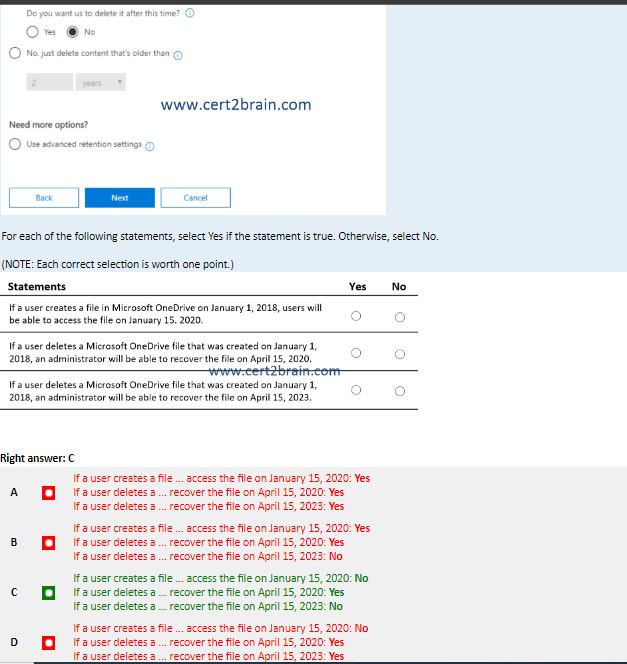 Do you want us to delete it after this time?
Yes No
No, just delete content that's older than
2 years
www.cert2brain.com
Need more options?
Use advanced retention settings
Back Next Cancel
For each of the following statements, select Yes if the statement is true. Otherwise, select No.
(NOTE: Each correct selection is worth one point.)
Statements Yes No
If a user creates a file in Microsoft OneDrive on January 1, 2018, users will
be able to access the file on January 15. 2020.
If a user deletes a Microsoft OneDrive file that was created on January 1,
2018, an administrator will be able to recover the file on April 15, 2020.
www.cert2brain.com
If a user deletes a Microsoft OneDrive file that was created on January 1,
2018, an administrator will be able to recover the file on April 15, 2023.
Right answer: C
If a user creates a file ... access the file on January 15, 2020: Yes
A If a user deletes a ... recover the file on April 15, 2020: Yes
If a user deletes a ... recover the file on April 15, 2023: Yes
If a user creates a file ... access the file on January 15, 2020: Yes
B If a user deletes a ... recover the file on April 15, 2020: Yes
If a user deletes a ... recover the file on April 15, 2023: No
If a user creates a file ... access the file on January 15, 2020: No
C If a user deletes a ... recover the file on April 15, 2020: Yes
If a user deletes a ... recover the file on April 15, 2023: No
If a user creates a file ... access the file on January 15, 2020: No
D If a user deletes a ... recover the file on April 15, 2020: Yes
If a user deletes a ... recover the file on April 15, 2023: Yes